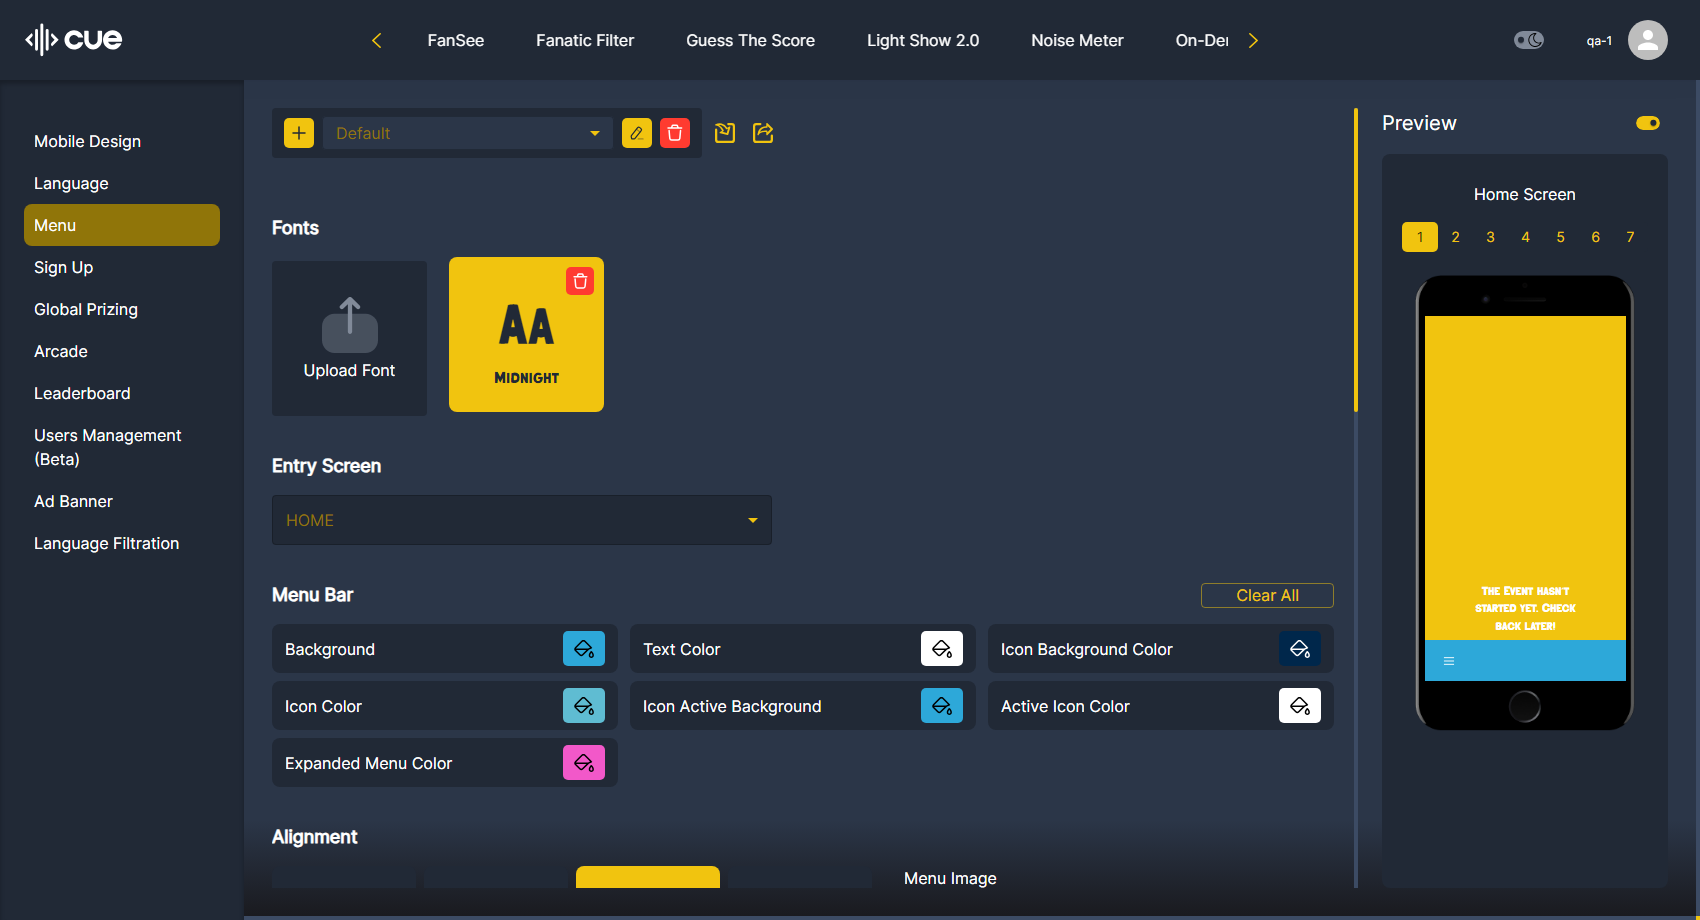 cue
FanSee
Fanatic Filter
Guess The Score
Light Show 2.0
Noise Meter
On-De
qa-1
Mobile Design
Language
Menu
Sign Up
Global Prizing
Arcade
Leaderboard
Users Management
(Beta)
Ad Banner
Language Filtration
Default
Fonts
Upload Font
AA
MIDNIGHT
Entry Screen
HOME
Menu Bar
Clear All
Background
Text Color
Icon Background Color
Icon Color
Icon Active Background
Active Icon Color
Expanded Menu Color
Alignment
Menu Image
Preview
Home Screen
1 2 3 4 5 6 7
THE EVENT HASN'T
STARTED YET. CHECK
BACK LATER!